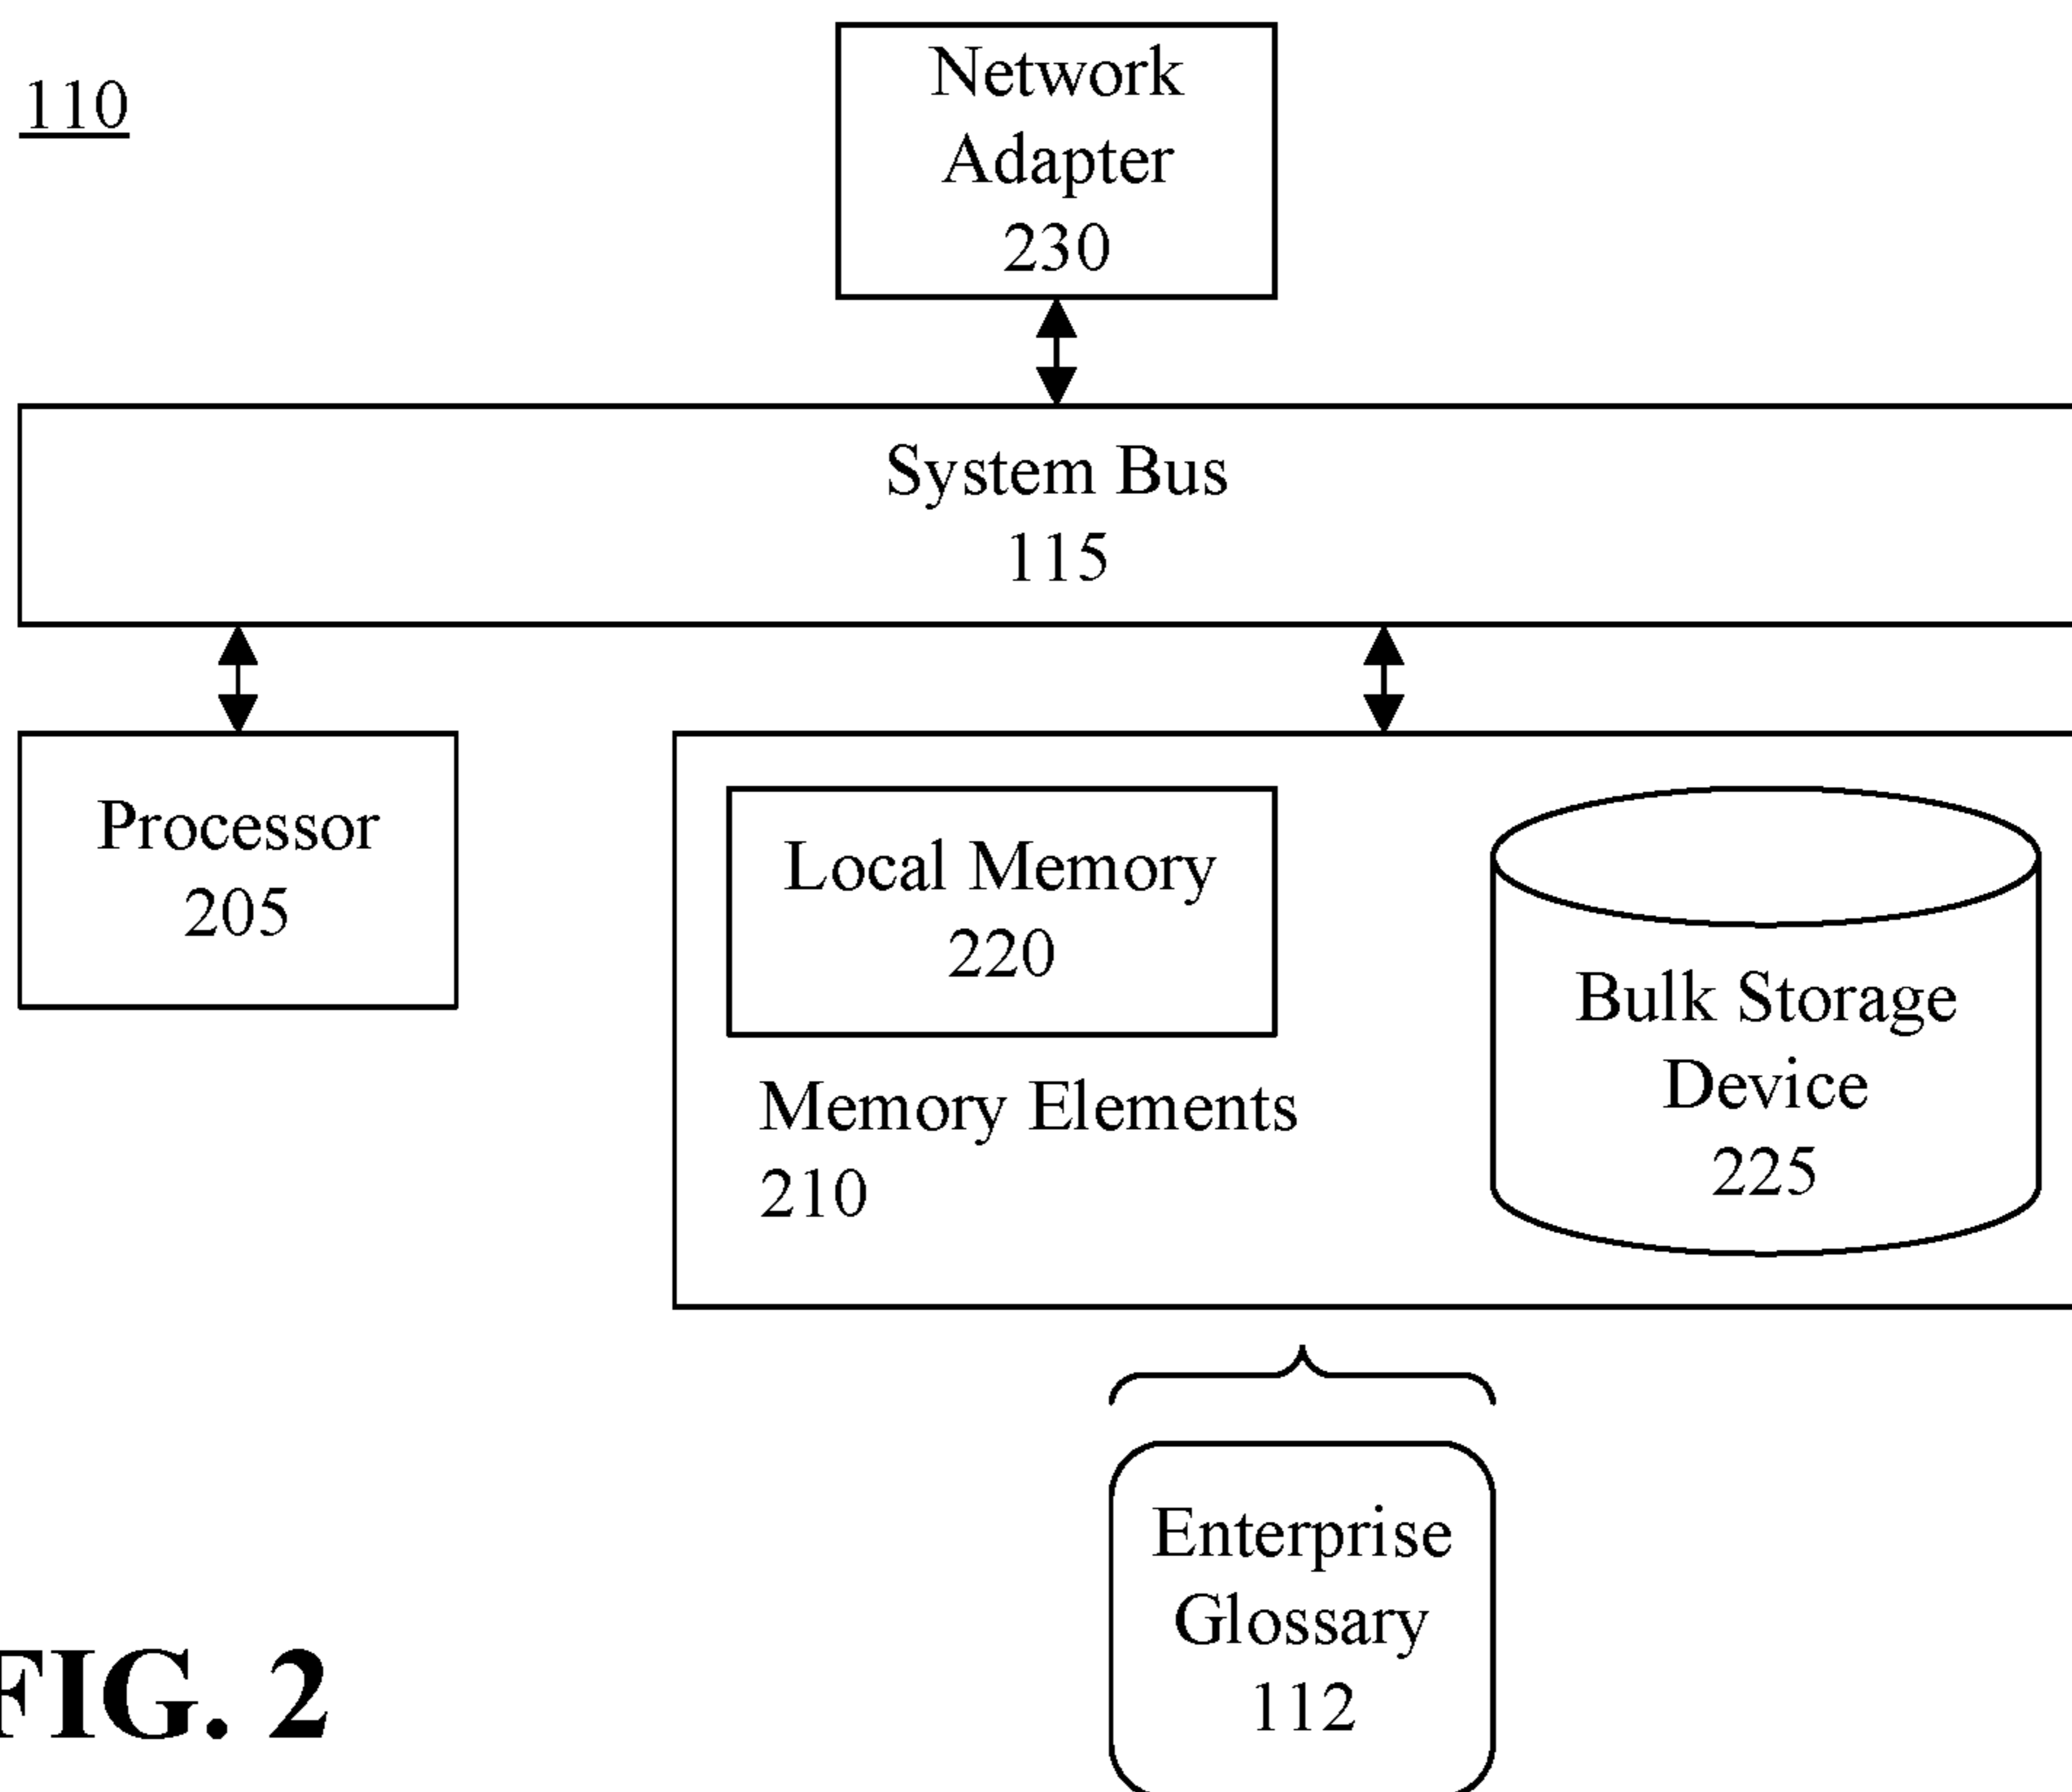 110
Network
Adapter
230
System Bus
115
Processor
205
Local Memory
220
Memory Elements
210
Bulk Storage
Device
225
Enterprise
Glossary
112
FIG. 2